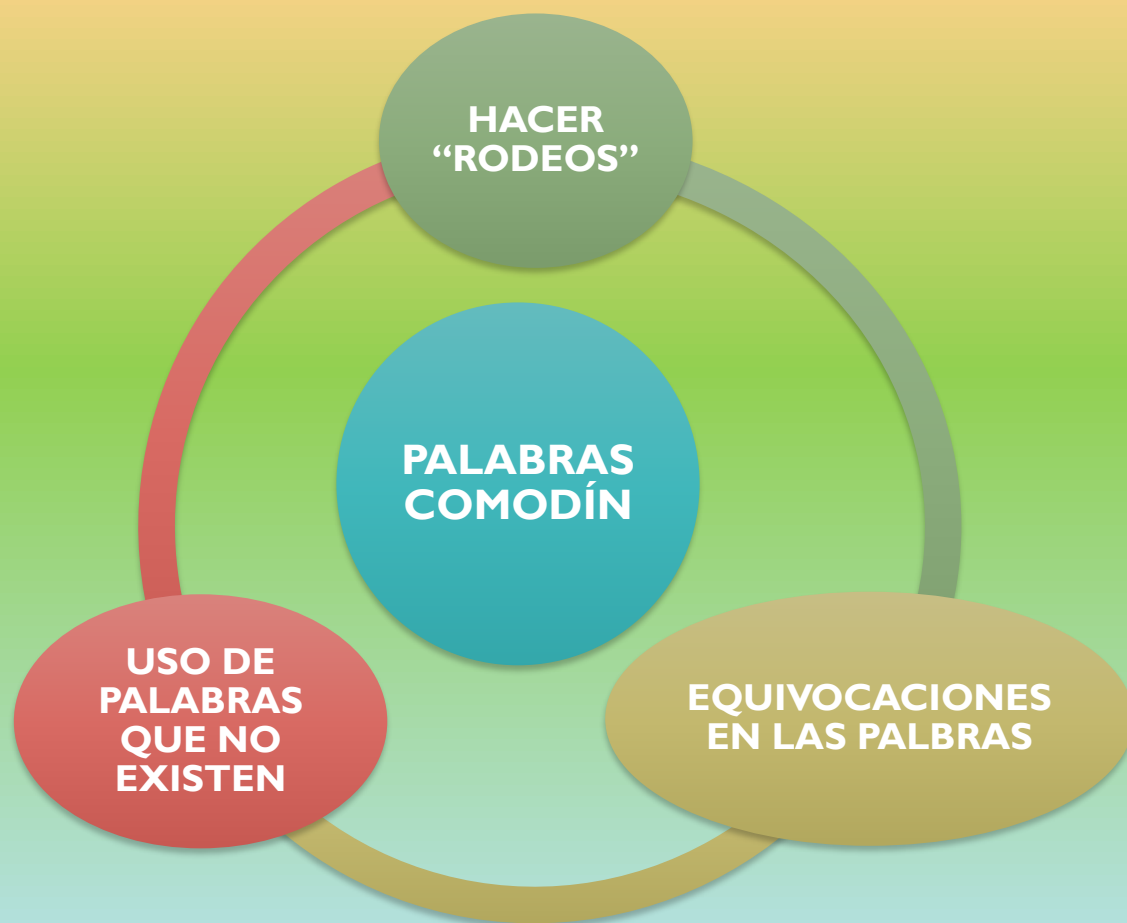 HACER
“RODEOS”
PALABRAS
COMODÍN
USO DE
PALABRAS
QUE NO
EXISTEN
EQUIVOCACIONES
EN LAS PALBRAS